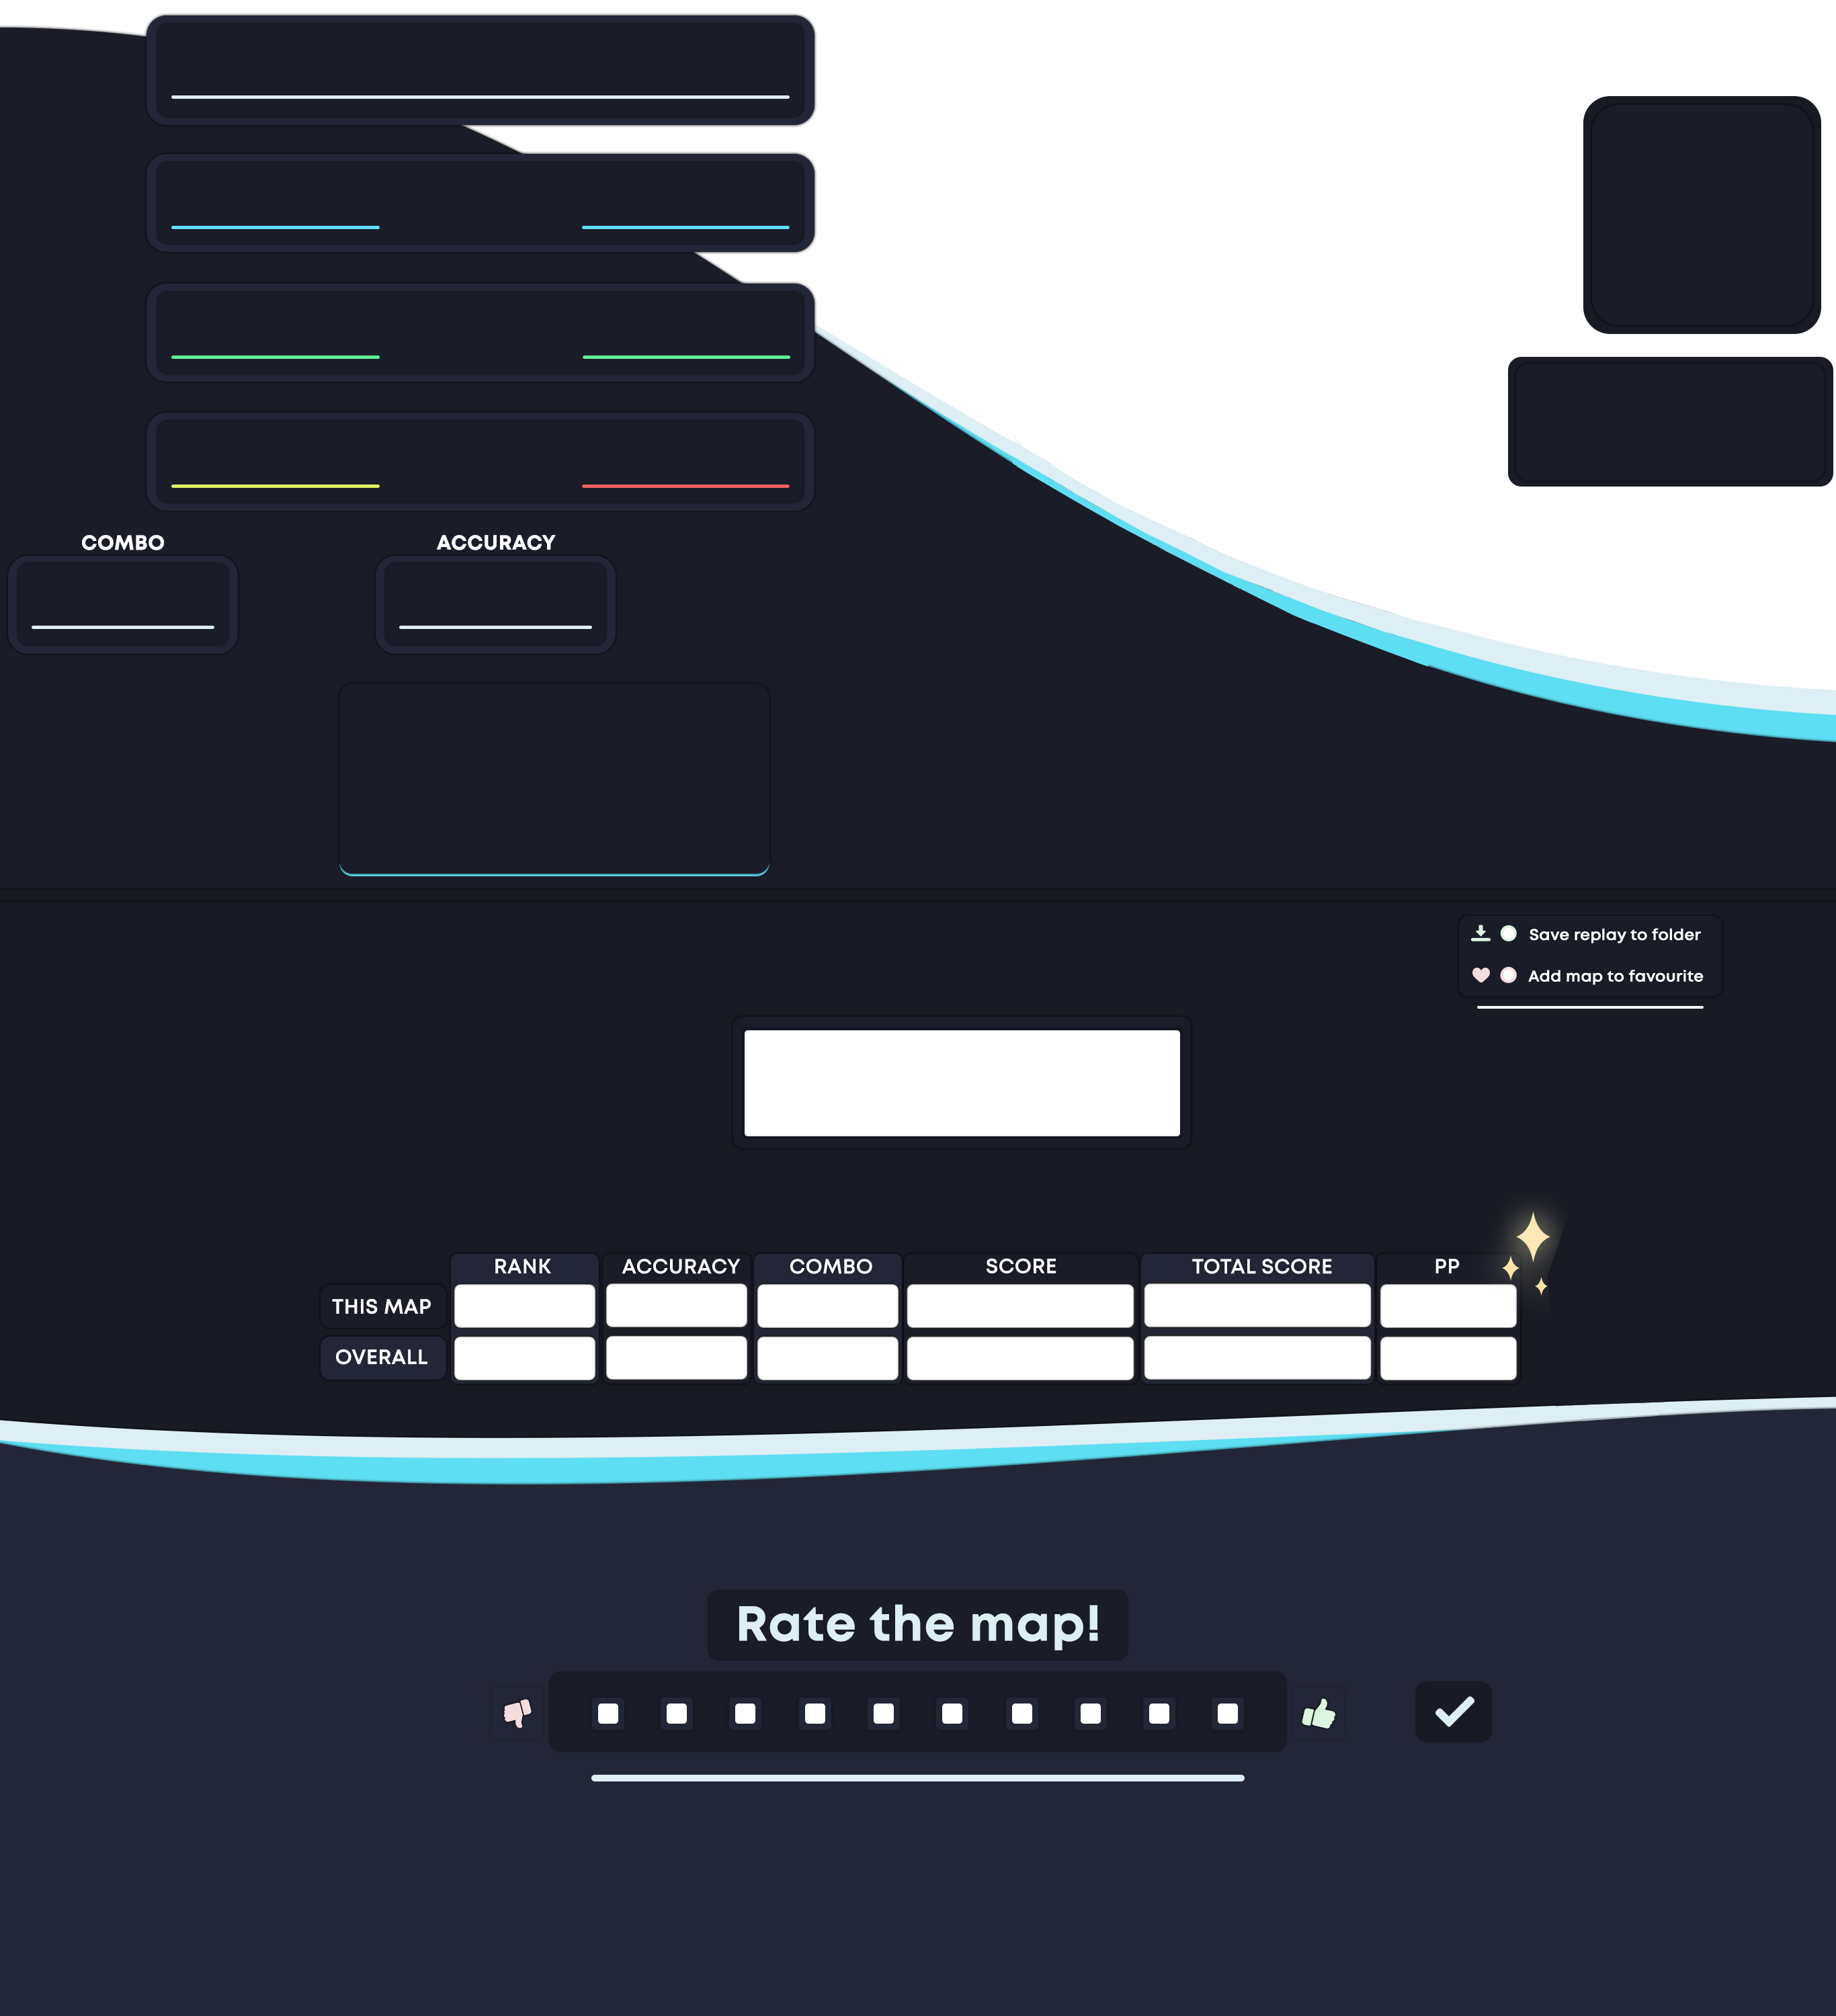 COMBO
ACCURACY
Save replay to folder
Add map to favourite
RANK ACCURACY COMBO SCORE TOTAL SCORE PP
THIS MAP
OVERALL
Rate the map!